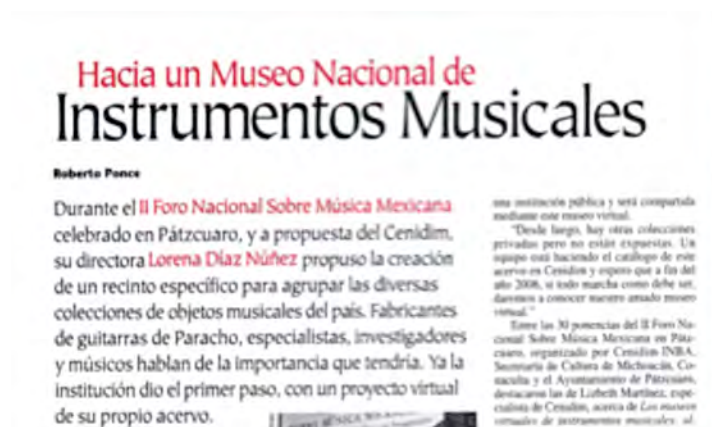 Hacia un Museo Nacional de
Instrumentos Musicales
Roberto Ponce
Durante el II Foro Nacional Sobre Música Mexicana
celebrado en Pátzcuaro, y a propuesta del Cenidim,
su directora Lorena Díaz Núñez propuso la creación
de un recinto específico para agrupar las diversas
colecciones de objetos musicales del país. Fabricantes
de guitarras de Paracho, especialistas, investigadores
y músicos hablan de la importancia que tendría. Ya la
institución dio el primer paso, con un proyecto virtual
de su propio acervo.
una institución pública y será compartida
mediante este museo virtual.
"Desde luego, hay otras colecciones
privadas pero no están expuestas. Un
equipo está haciendo el catálogo de este
acervo en Cenidim y espero que a fin del
año 2006, si todo marcha como debe ser,
daremos a conocer nuestro amado museo
virtual."
Entre las 30 ponencias del II Foro Na-
cional Sobre Música Mexicana en Pátz-
cuaro, organizado por Cenidim INBA,
Secretaría de Cultura de Michoacán, Co-
naculta y el Ayuntamiento de Pátzcuaro,
destacaron las de Lizbeth Martínez, espe-
cialista de Cenidim, acerca de Los museos
virtuales de instrumentos musicales: al